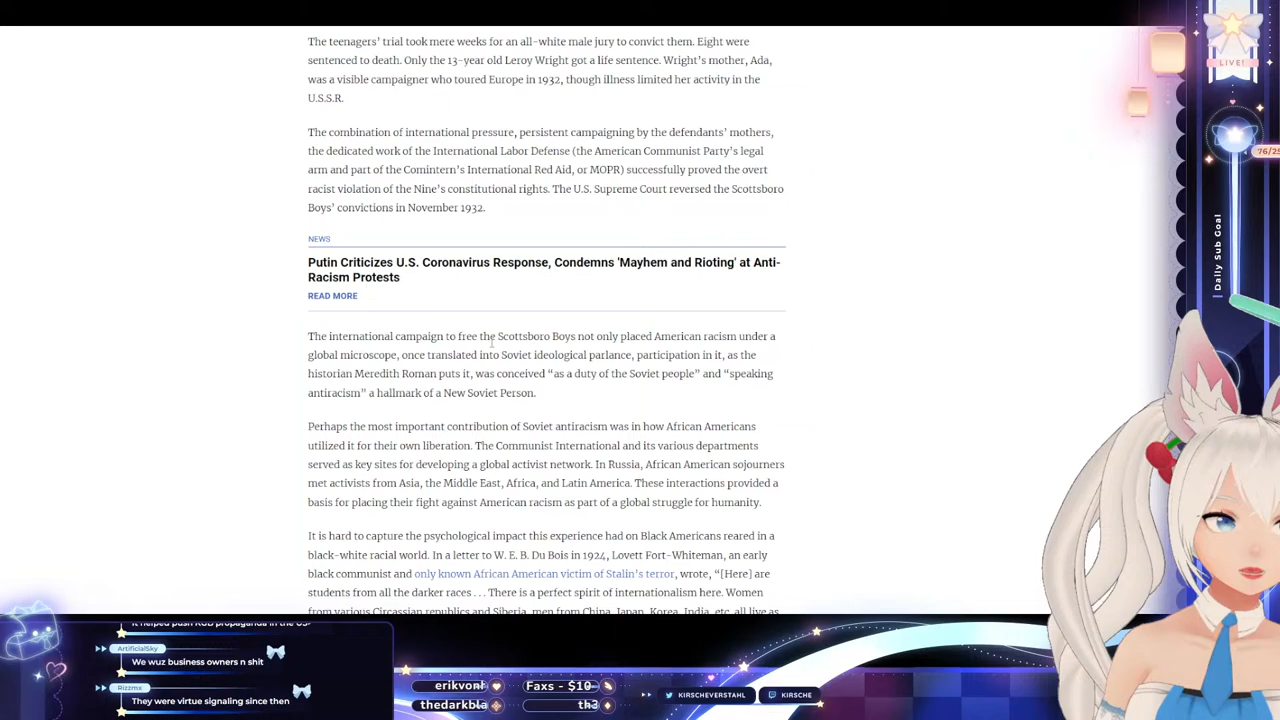 The teenagers’ trial took mere weeks for an all-white male jury to convict them. Eight were
sentenced to death. Only the 13-year old Leroy Wright got a life sentence. Wright’s mother, Ada,
was a visible campaigner who toured Europe in 1932, though illness limited her activity in the
U.S.S.R.
The combination of international pressure, persistent campaigning by the defendants’ mothers,
the dedicated work of the International Labor Defense (the American Communist Party’s legal
arm and part of the Comintern’s International Red Aid, or MOPR) successfully proved the overt
racist violation of the Nine’s constitutional rights. The U.S. Supreme Court reversed the Scottsboro
Boys’ convictions in November 1932.
NEWS
Putin Criticizes U.S. Coronavirus Response, Condemns 'Mayhem and Rioting' at Anti-
Racism Protests
READ MORE
The international campaign to free the Scottsboro Boys not only placed American racism under a
global microscope, once translated into Soviet ideological parlance, participation in it, as the
historian Meredith Roman puts it, was conceived “as a duty of the Soviet people” and “speaking
antiracism” a hallmark of a New Soviet Person.
Perhaps the most important contribution of Soviet antiracism was in how African Americans
utilized it for their own liberation. The Communist International and its various departments
served as key sites for developing a global activist network. In Russia, African American sojourners
met activists from Asia, the Middle East, Africa, and Latin America. These interactions provided a
basis for placing their fight against American racism as part of a global struggle for humanity.
It is hard to capture the psychological impact this experience had on Black Americans reared in a
black-white racial world. In a letter to W. E. B. Du Bois in 1924, Lovett Fort-Whiteman, an early
black communist and only known African American victim of Stalin’s terror, wrote, “[Here] are
students from all the darker races . . . There is a perfect spirit of internationalism here. Women
from various Circassian republics and Siberia, men from China, Japan, Korea, India, etc. all live as
LIVE!
76/25
Daily Sub Goal
It helped push KGB propaganda in the US
ArtificialSky
We wuz business owners n shit
Rizzmx
They were virtue signaling since then
erikvonl
Faxs - $10
thedarkbla
th3
KIRSCHEVERSTAHL
KIRSCHE